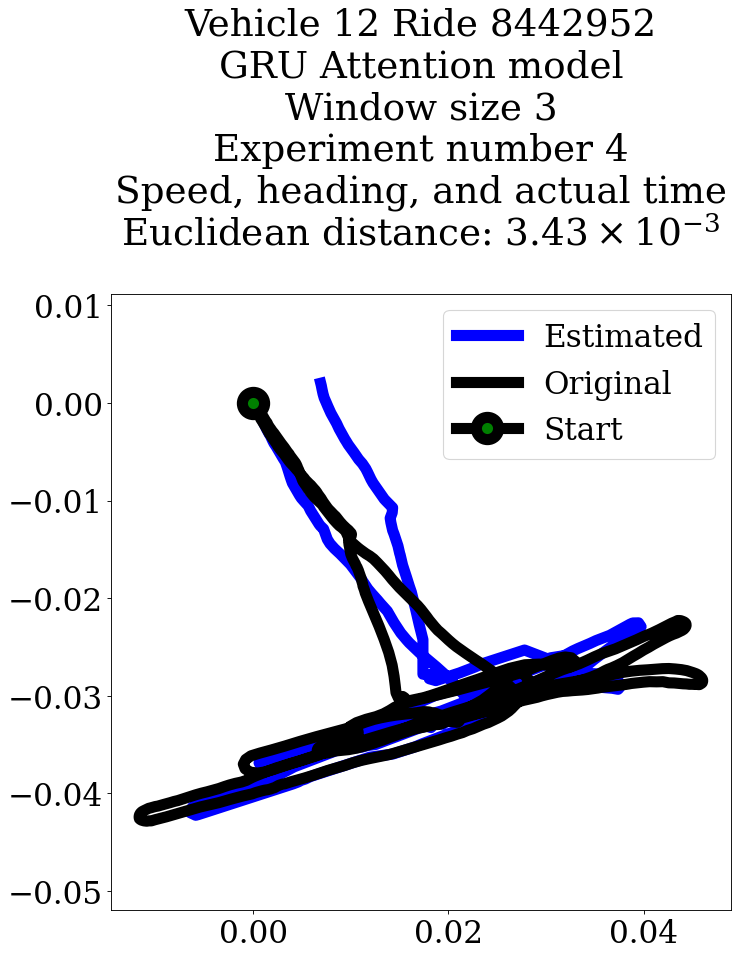 Vehicle 12 Ride 8442952
GRU Attention model
Window size 3
Experiment number 4
Speed, heading, and actual time
Euclidean distance: 3.43 × 10⁻³
0.01
0.00
−0.01
−0.02
−0.03
−0.04
−0.05
Estimated
Original
Start
0.00 0.02 0.04